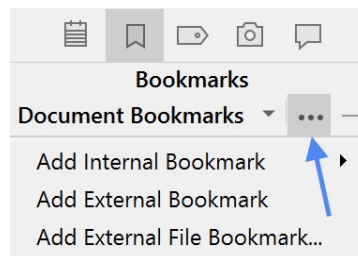 Bookmarks
Document Bookmarks
Add Internal Bookmark
Add External Bookmark
Add External File Bookmark...